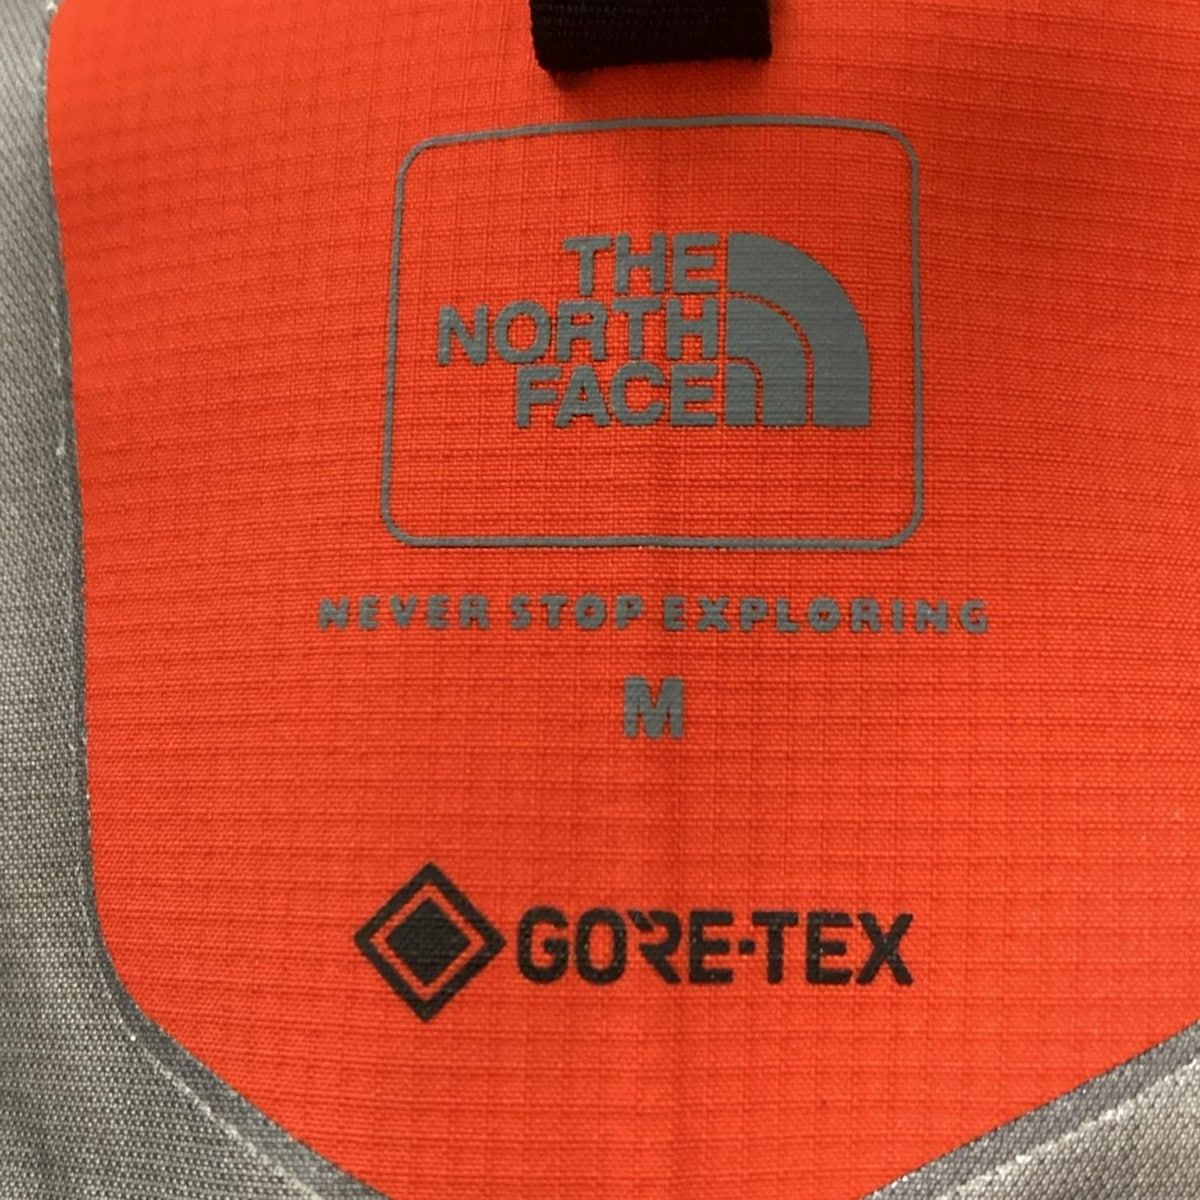 THE
NORTH
FACE
NEVER STOP EXPLORING
M
GORE-TEX